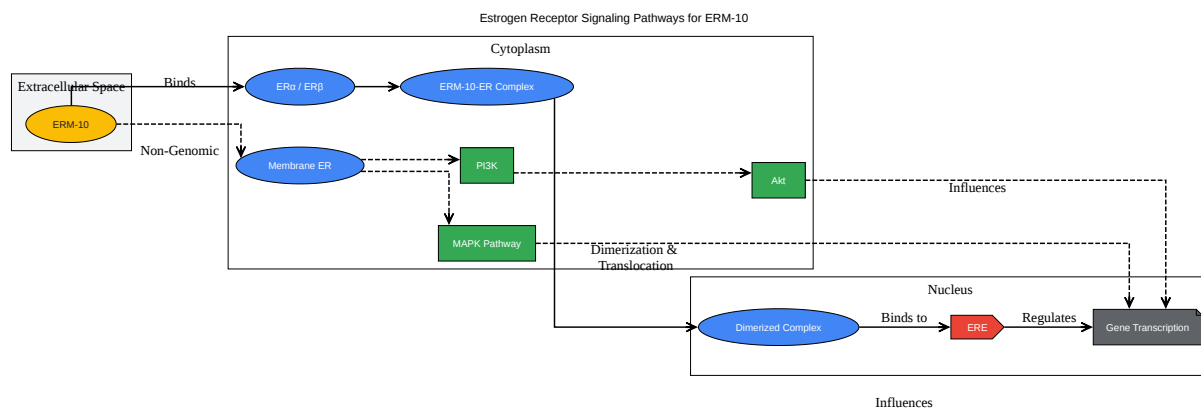 Estrogen Receptor Signaling Pathways for ERM-10
Cytoplasm
Extracellular Space
Binds
ERα / ERβ
ERM-10-ER Complex
ERM-10
Non-Genomic
Membrane ER
PI3K
Akt
Influences
MAPK Pathway
Dimerization &
Translocation
Nucleus
Dimerized Complex
Binds to
ERE
Regulates
Gene Transcription
Influences